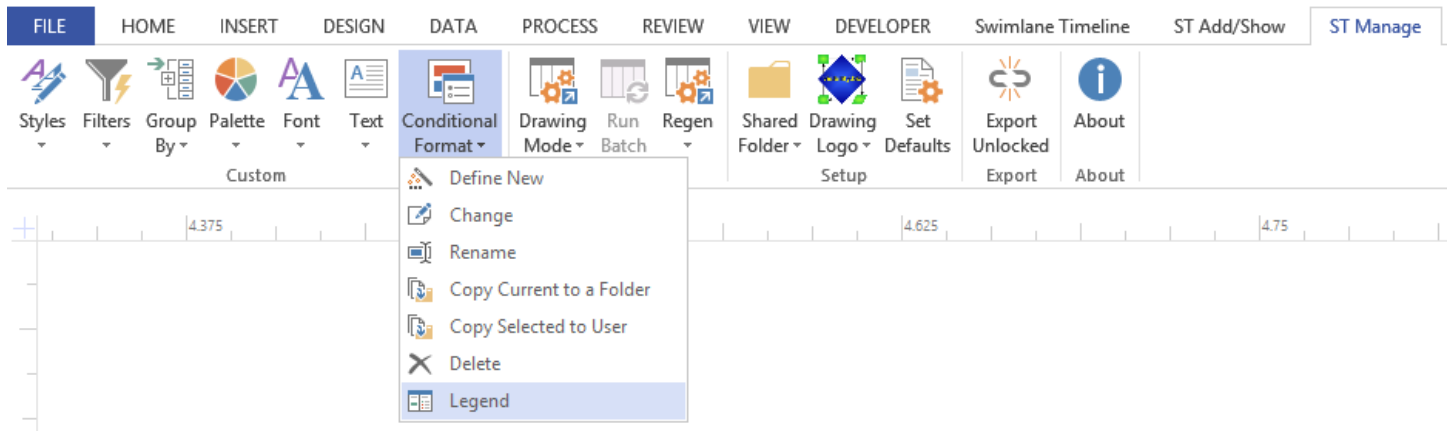 FILE HOME INSERT DESIGN DATA PROCESS REVIEW VIEW DEVELOPER Swimlane Timeline ST Add/Show ST Manage
Styles Filters Group Palette Font Text Conditional Drawing Run Regen Shared Drawing Set Export About
By Format Mode Batch Folder Logo Defaults Unlocked
Custom Setup Export About
Define New
Change
Rename
Copy Current to a Folder
Copy Selected to User
Delete
Legend
4.375 4.625 4.75